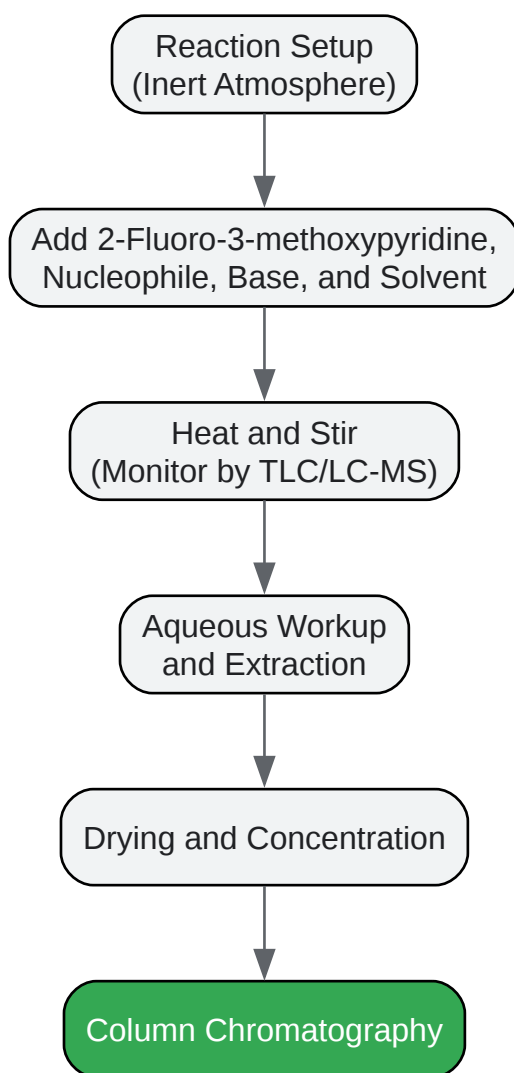 Reaction Setup
(Inert Atmosphere)
Add 2-Fluoro-3-methoxypyridine,
Nucleophile, Base, and Solvent
Heat and Stir
(Monitor by TLC/LC-MS)
Aqueous Workup
and Extraction
Drying and Concentration
Column Chromatography